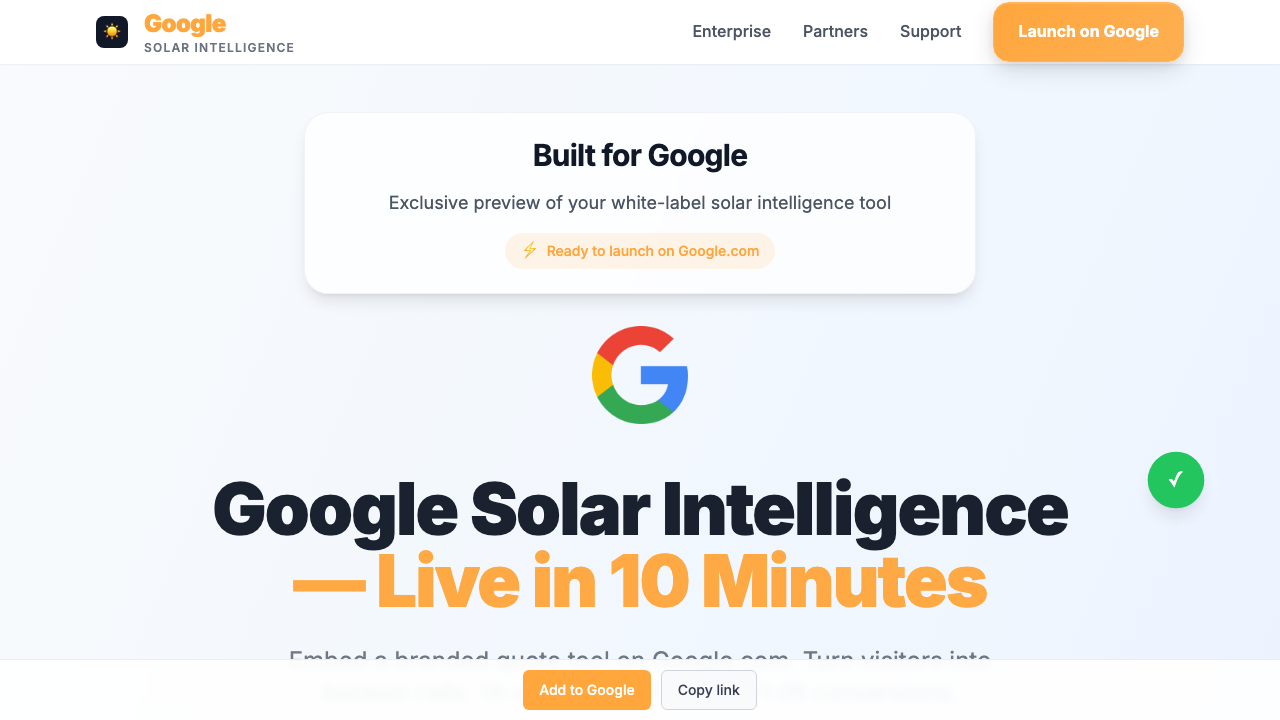 Google
SOLAR INTELLIGENCE
Enterprise
Partners
Support
Launch on Google
Built for Google
Exclusive preview of your white-label solar intelligence tool
Ready to launch on Google.com
Google Solar Intelligence
— Live in 10 Minutes
Embed a branded quote tool on Google.com. Turn visitors into
Add to Google
Copy link